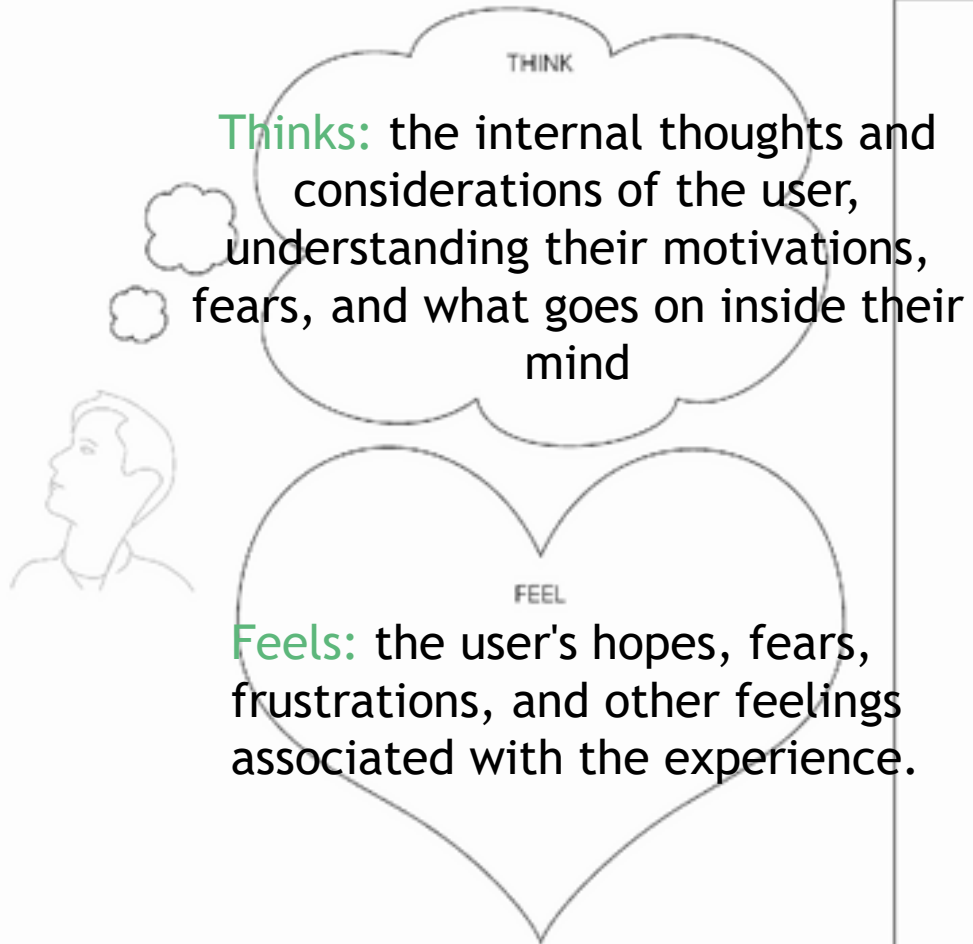 THINK
Thinks: the internal thoughts and
considerations of the user,
understanding their motivations,
fears, and what goes on inside their
mind
FEEL
Feels: the user's hopes, fears,
frustrations, and other feelings
associated with the experience.